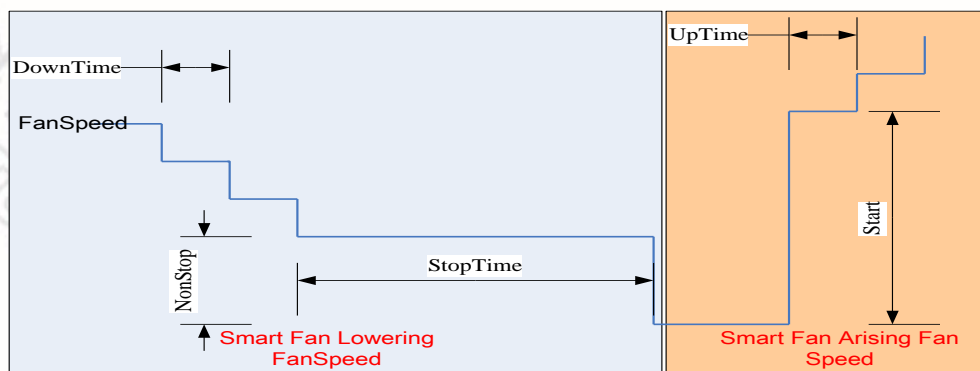 UpTime
DownTime
FanSpeed
Start
StopTime
NonStop
Smart Fan Lowering
FanSpeed
Smart Fan Arising Fan
Speed